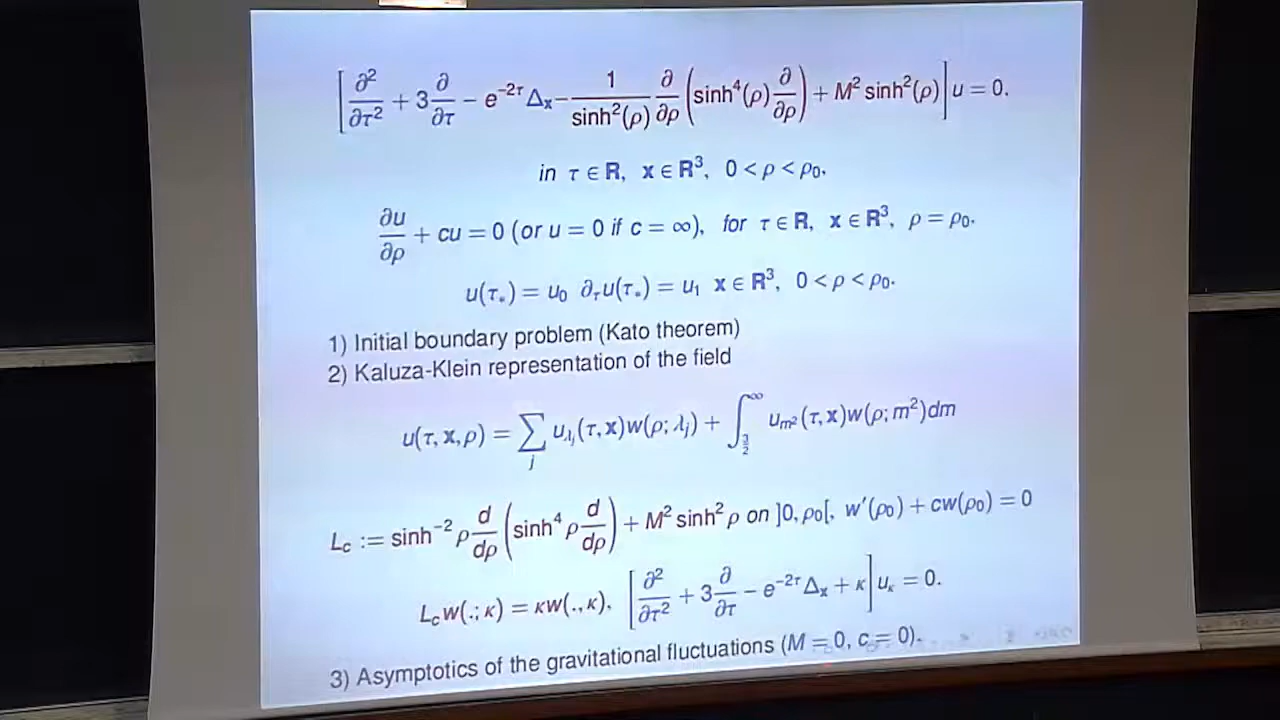 [∂²/∂τ² + 3 ∂/∂τ − e^{−2τ} Δₓ − 1/sinh²(ρ) ∂/∂ρ (sinh⁴(ρ) ∂/∂ρ) + M² sinh²(ρ)] u = 0.
in τ ∈ R, x ∈ R³, 0 < ρ < ρ₀.
∂u/∂ρ + cu = 0 (or u = 0 if c = ∞), for τ ∈ R, x ∈ R³, ρ = ρ₀.
u(τ_*) = u₀ ∂_τ u(τ_*) = u₁ x ∈ R³, 0 < ρ < ρ₀.
1) Initial boundary problem (Kato theorem)
2) Kaluza-Klein representation of the field
u(τ, x, ρ) = ∑_j u_{λ_j}(τ, x)w(ρ; λ_j) + ∫_{3/2}^∞ u_{m²}(τ, x)w(ρ; m²)dm
L_c := sinh⁻² ρ d/dρ (sinh⁴ ρ d/dρ) + M² sinh² ρ on ]0, ρ₀[, w′(ρ₀) + cw(ρ₀) = 0
L_c w(.; κ) = κw(., κ), [∂²/∂τ² + 3 ∂/∂τ − e^{−2τ} Δₓ + κ] u_κ = 0.
3) Asymptotics of the gravitational fluctuations (M = 0, c = 0).